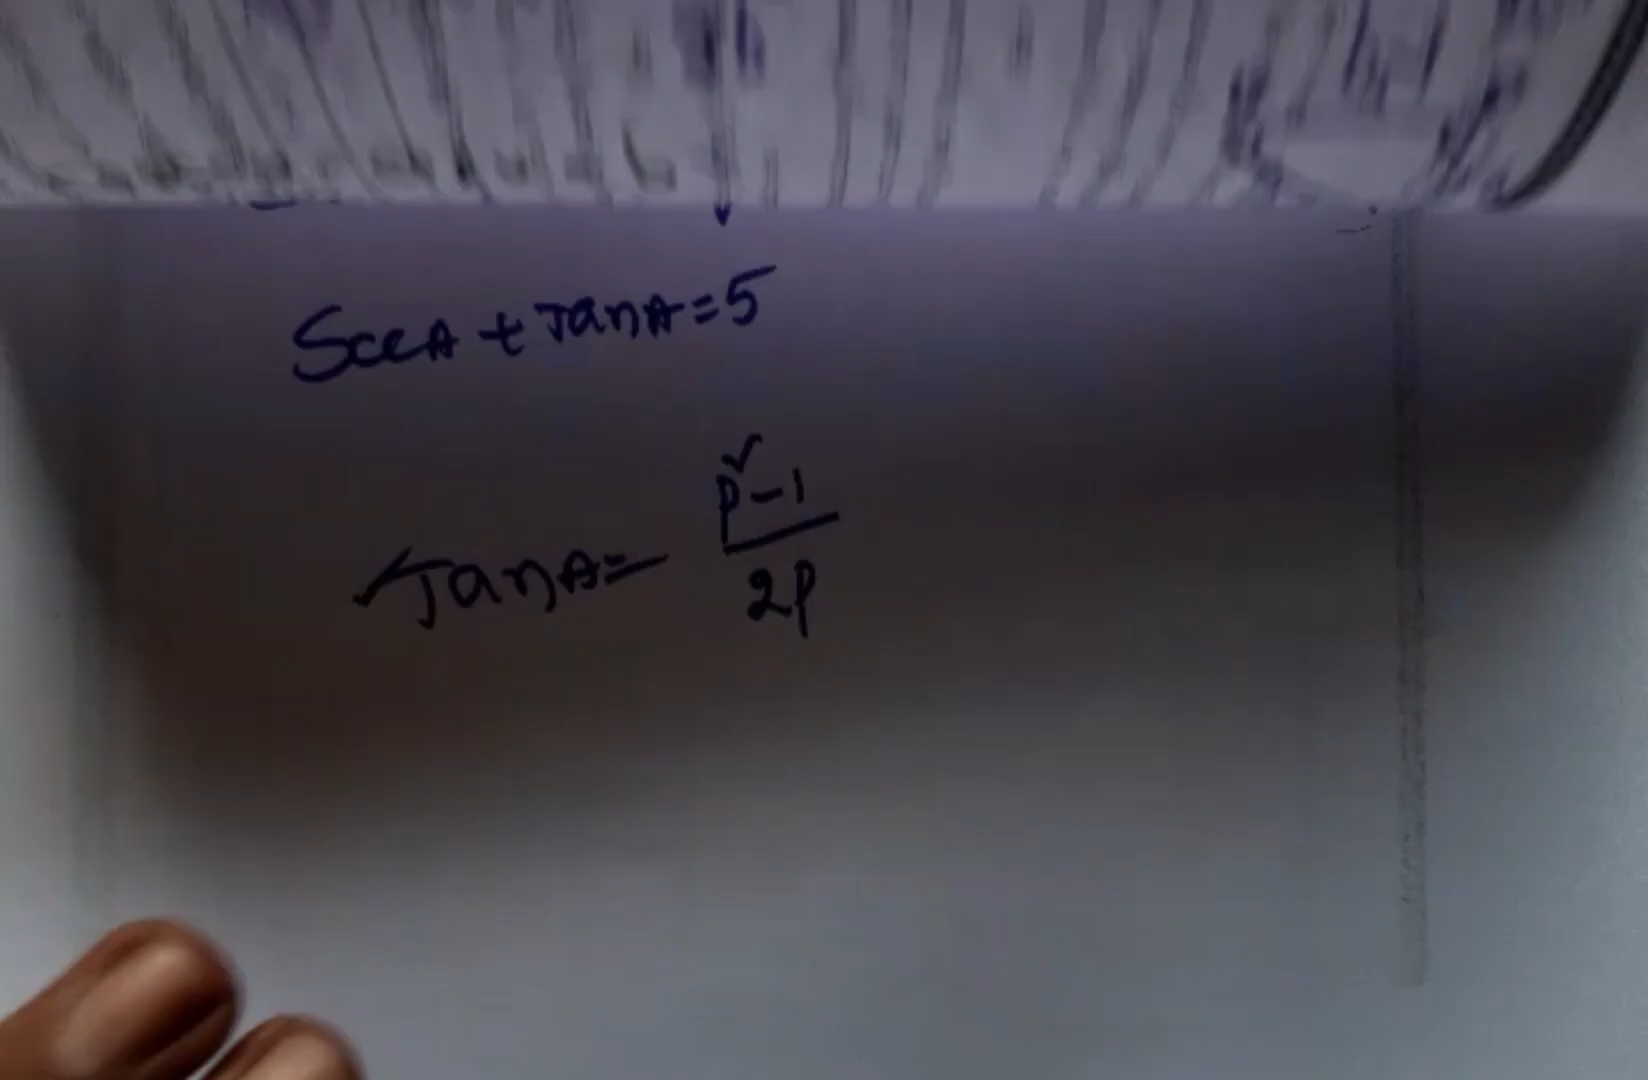 SecA + TanA = 5
TanA = p² - 1
2p